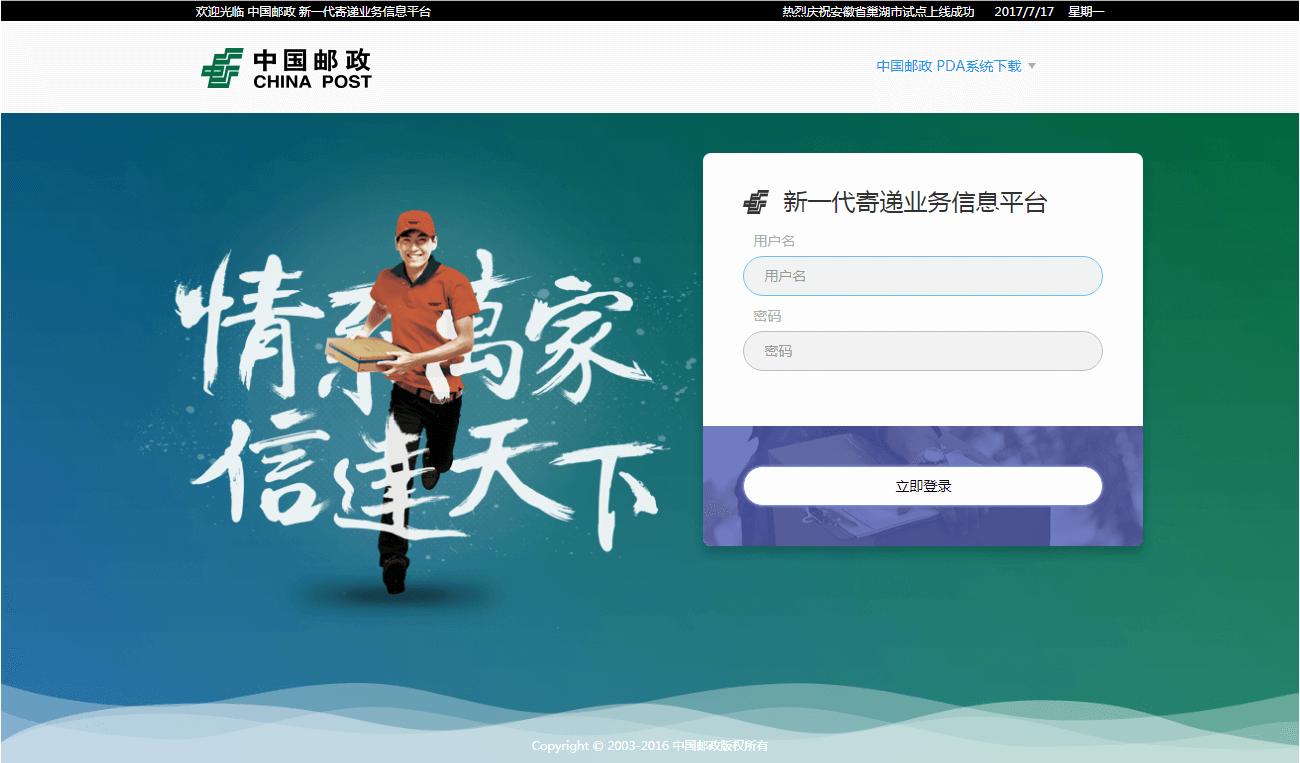 欢迎光临 中国邮政 新一代寄递业务信息平台
热烈庆祝安徽省巢湖市试点上线成功 2017/7/17 星期一
中国邮政
CHINA POST
中国邮政 PDA系统下载
情系萬家
信達天下
新一代寄递业务信息平台
用户名
用户名
密码
密码
立即登录
Copyright © 2003-2016 中国邮政版权所有